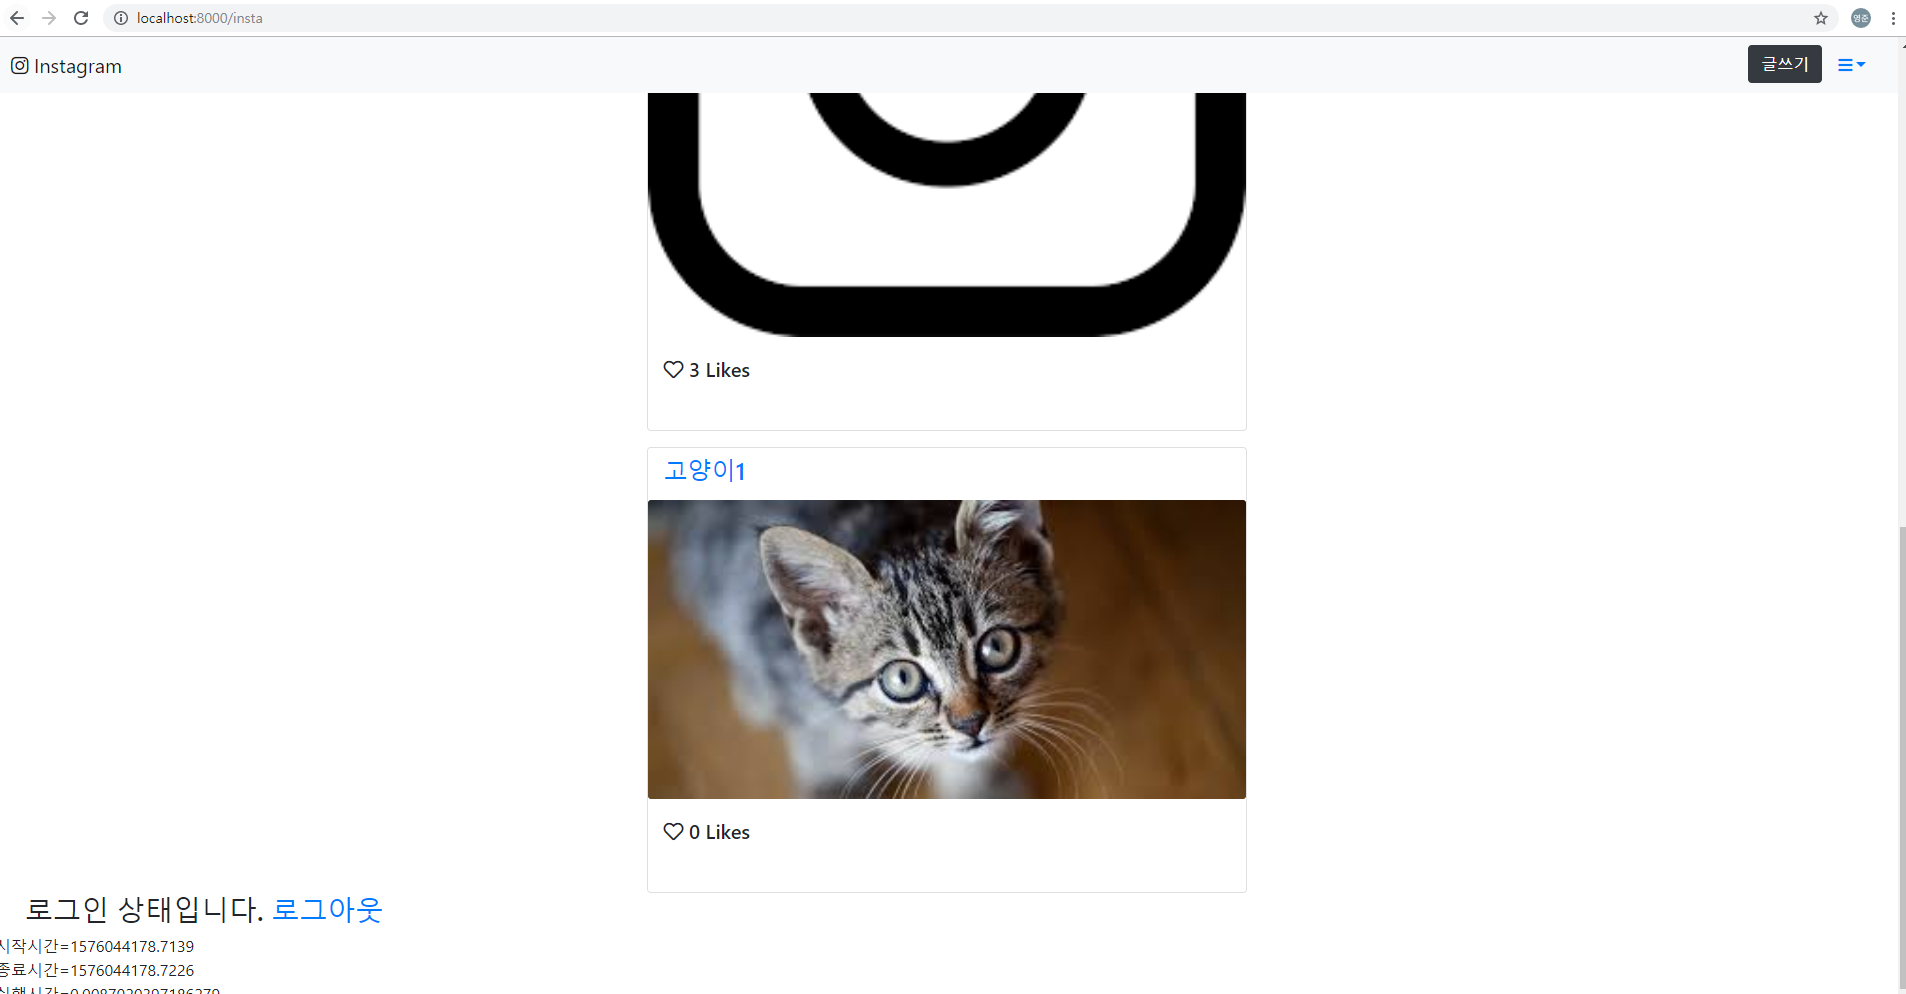 localhost:8000/insta
영준
Instagram
글쓰기
3 Likes
고양이1
0 Likes
로그인 상태입니다. 로그아웃
시작시간=1576044178.7139
종료시간=1576044178.7226